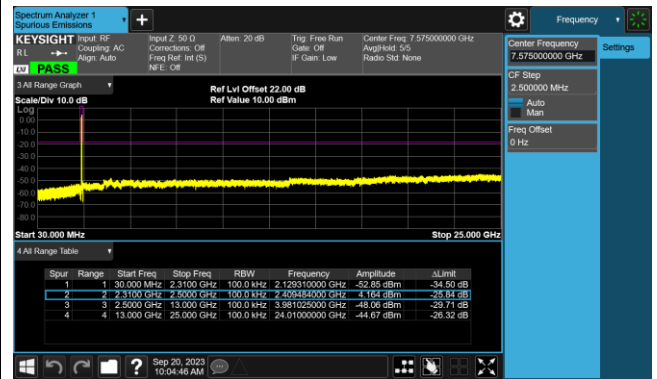 Spectrum Analyzer 1
Spurious Emissions
Frequency
KEYSIGHT
RL
LXI PASS
Input: RF
Coupling: AC
Align: Auto
Input Z: 50 Ω
Corrections: Off
Freq Ref: Int (S)
NFE: Off
Atten: 20 dB
Trig: Free Run
Gate: Off
IF Gain: Low
Center Freq: 7.575000000 GHz
Avg|Hold: 5/5
Radio Std: None
Center Frequency
7.575000000 GHz
Settings
CF Step
2.500000 MHz
Auto
Man
Freq Offset
0 Hz
3 All Range Graph
Scale/Div 10.0 dB
Ref Lvl Offset 22.00 dB
Ref Value 10.00 dBm
Log
0.00
-10.0
-20.0
-30.0
-40.0
-50.0
-60.0
-70.0
-80.0
Start 30.000 MHz
Stop 25.000 GHz
4 All Range Table
Spur Range Start Freq Stop Freq RBW Frequency Amplitude ΔLimit
1 1 30.000 MHz 2.3100 GHz 100.0 kHz 2.129310000 GHz -52.85 dBm -34.50 dB
2 2 2.3100 GHz 2.5000 GHz 100.0 kHz 2.409484000 GHz 4.164 dBm -25.84 dB
3 3 2.5000 GHz 13.000 GHz 100.0 kHz 3.981025000 GHz -48.06 dBm -29.71 dB
4 4 13.000 GHz 25.000 GHz 100.0 kHz 24.01000000 GHz -44.67 dBm -26.32 dB
Sep 20, 2023
10:04:46 AM